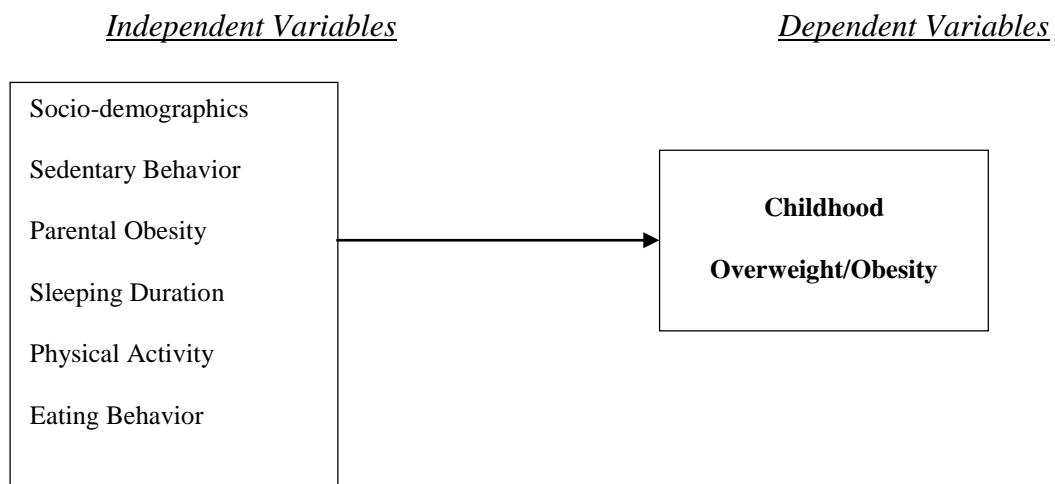 Independent Variables
Dependent Variables
Socio-demographics
Sedentary Behavior
Parental Obesity
Sleeping Duration
Physical Activity
Eating Behavior
Childhood
Overweight/Obesity